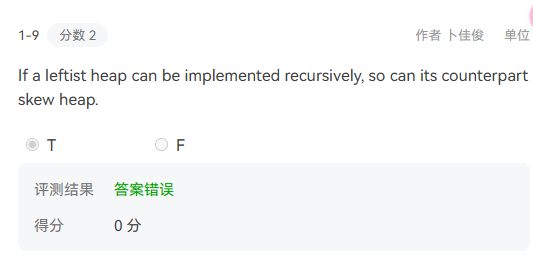 1-9 分数 2 作者 卜佳俊 单位
If a leftist heap can be implemented recursively, so can its counterpart
skew heap.
T F
评测结果 答案错误
得分 0 分